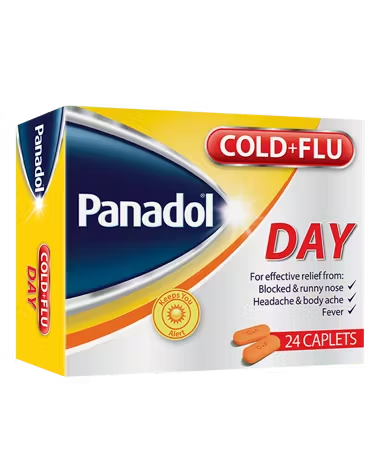 Panadol
COLD+FLU
DAY
COLD+FLU
Panadol
DAY
For effective relief from:
Blocked & runny nose ✓
Headache & body ache ✓
Fever ✓
Keeps You
Alert
24 CAPLETS